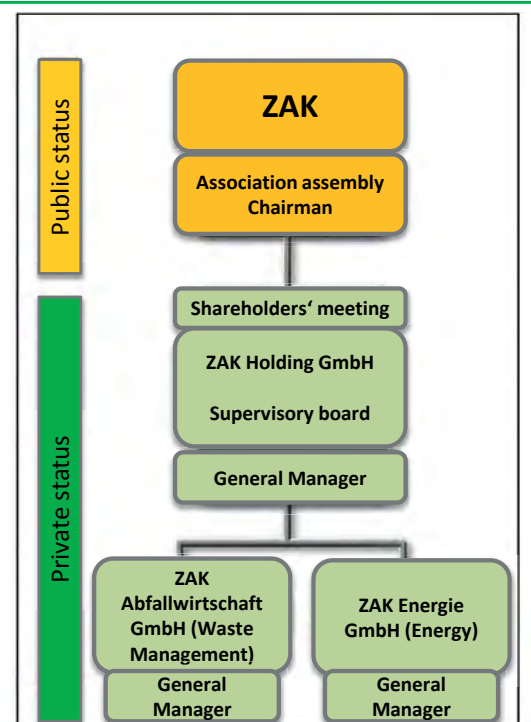 Public status
ZAK
Association assembly
Chairman
Private status
Shareholders‘ meeting
ZAK Holding GmbH
Supervisory board
General Manager
ZAK
Abfallwirtschaft
GmbH (Waste
Management)
General
Manager
ZAK Energie
GmbH (Energy)
General
Manager